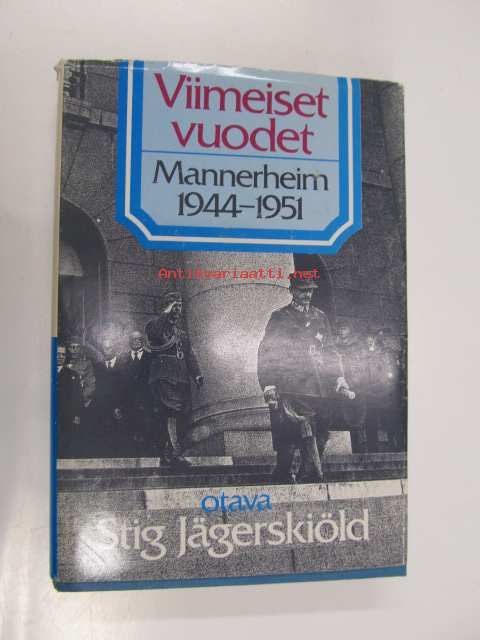 Viimeiset
vuodet
Mannerheim
1944–1951
Antikvariaatti.net
otava
Stig Jägerskiöld